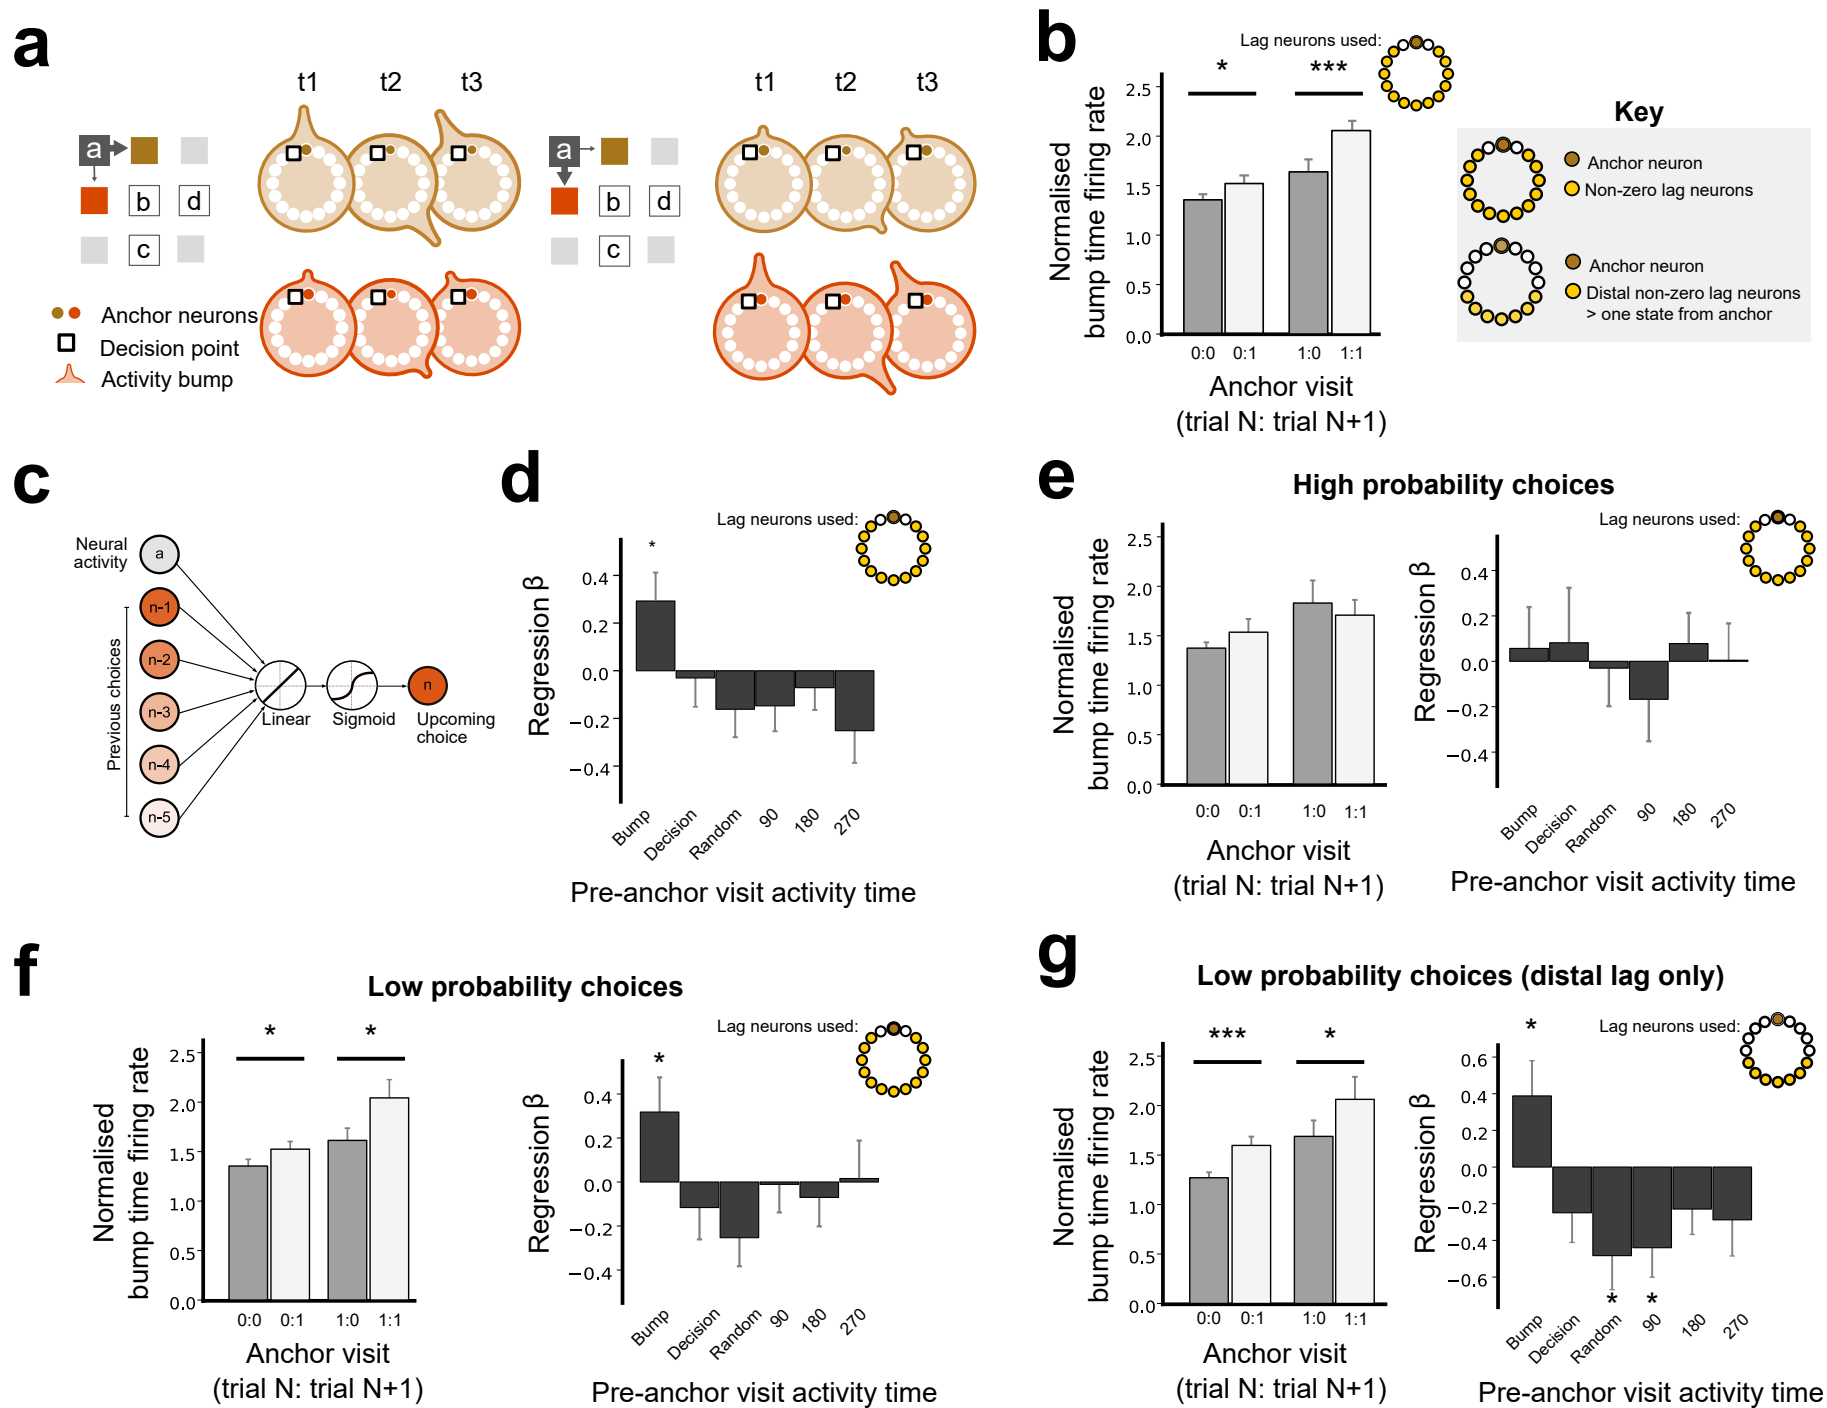 a
t1
t2
t3
a
b
d
c
Anchor neurons
Decision point
Activity bump
t1
t2
t3
a
b
d
c
b
Lag neurons used:
*
***
Normalised
bump time firing rate
2.5
2.0
1.5
1.0
0.5
0.0
0:0
0:1
1:0
1:1
Anchor visit
(trial N: trial N+1)
Key
Anchor neuron
Non-zero lag neurons
Anchor neuron
Distal non-zero lag neurons
> one state from anchor
c
Neural
activity
a
Previous choices
n-1
n-2
n-3
n-4
n-5
Linear
Sigmoid
n
Upcoming
choice
d
Lag neurons used:
*
Regression β
0.4
0.2
0.0
−0.2
−0.4
Bump
Decision
Random
90
180
270
Pre-anchor visit activity time
e
High probability choices
Normalised
bump time firing rate
2.5
2.0
1.5
1.0
0.5
0.0
0:0
0:1
1:0
1:1
Anchor visit
(trial N: trial N+1)
Lag neurons used:
Regression β
0.4
0.2
0.0
−0.2
−0.4
Bump
Decision
Random
90
180
270
Pre-anchor visit activity time
f
Low probability choices
*
*
Normalised
bump time firing rate
2.5
2.0
1.5
1.0
0.5
0.0
0:0
0:1
1:0
1:1
Anchor visit
(trial N: trial N+1)
Lag neurons used:
*
Regression β
0.4
0.2
0.0
−0.2
−0.4
Bump
Decision
Random
90
180
270
Pre-anchor visit activity time
g
Low probability choices (distal lag only)
***
*
Normalised
bump time firing rate
2.5
2.0
1.5
1.0
0.5
0.0
0:0
0:1
1:0
1:1
Anchor visit
(trial N: trial N+1)
Lag neurons used:
*
Regression β
0.6
0.4
0.2
0.0
−0.2
−0.4
−0.6
*
*
Bump
Decision
Random
90
180
270
Pre-anchor visit activity time